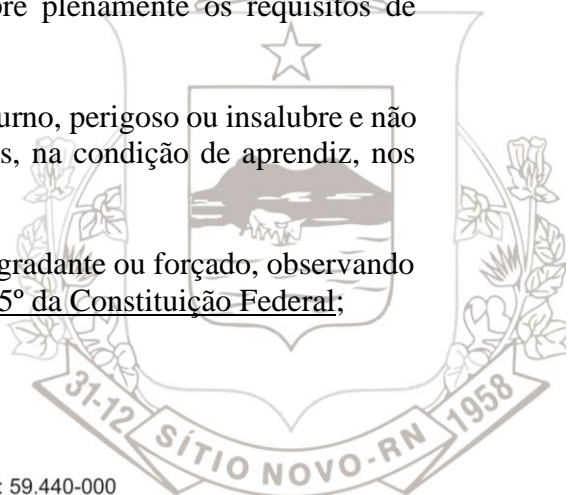 re plenamente os requisitos de
urno, perigoso ou insalubre e não
s, na condição de aprendiz, nos
gradante ou forçado, observando
5º da Constituição Federal;
31-12 SÍTIO NOVO-RN 1958
: 59.440-000